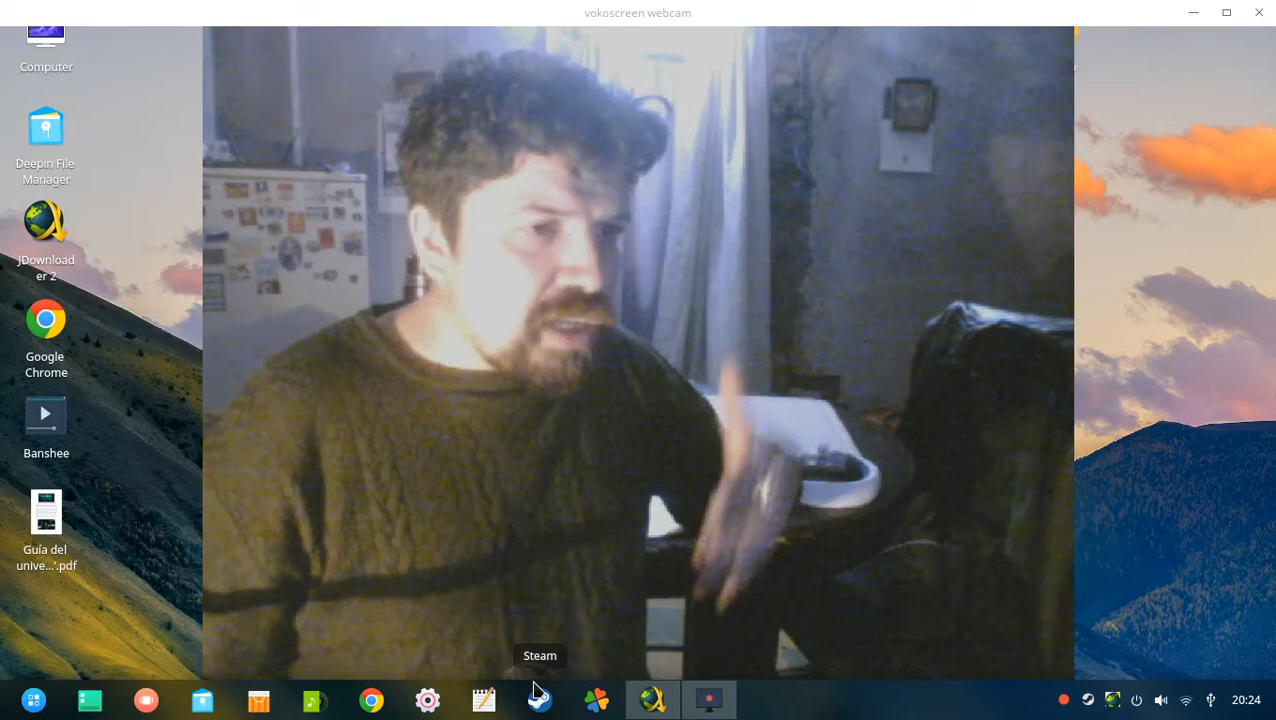 vokoscreen webcam
Computer
Deepin File
Manager
JDownload
er 2
Google
Chrome
Banshee
Guía del
unive...'.pdf
Steam
20:24